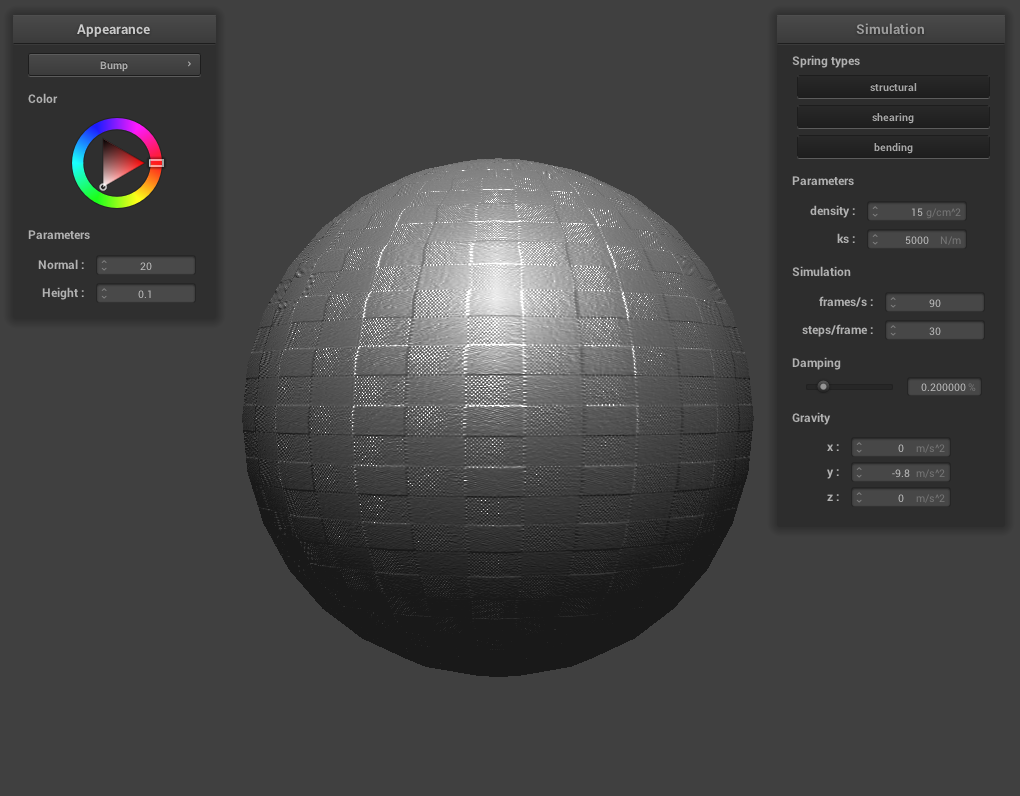 Appearance
Bump ›
Color
Parameters
Normal : 20
Height : 0.1
Simulation
Spring types
structural
shearing
bending
Parameters
density : 15 g/cm^2
ks : 5000 N/m
Simulation
frames/s : 90
steps/frame : 30
Damping
0.200000 %
Gravity
x : 0 m/s^2
y : -9.8 m/s^2
z : 0 m/s^2